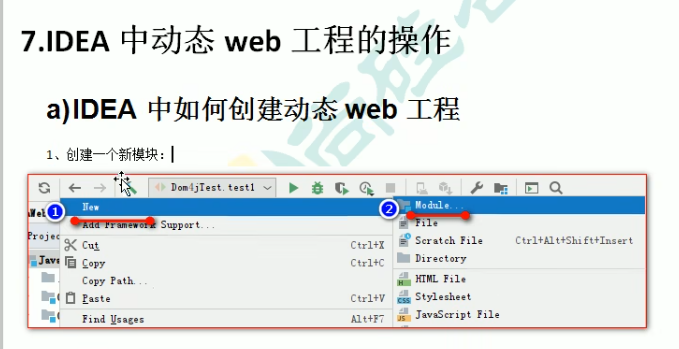 7.IDEA 中动态 web 工程的操作
a)IDEA 中如何创建动态 web 工程
1、创建一个新模块：
Dom4jTest.test1
1 New
2 Module...
Add Framework Support...
File
Cut Ctrl+X
Scratch File Ctrl+Alt+Shift+Insert
Copy Ctrl+C
Directory
Copy Path...
HTML File
Paste Ctrl+V
Stylesheet
Find Usages Alt+F7
JavaScript File
Projec
Java